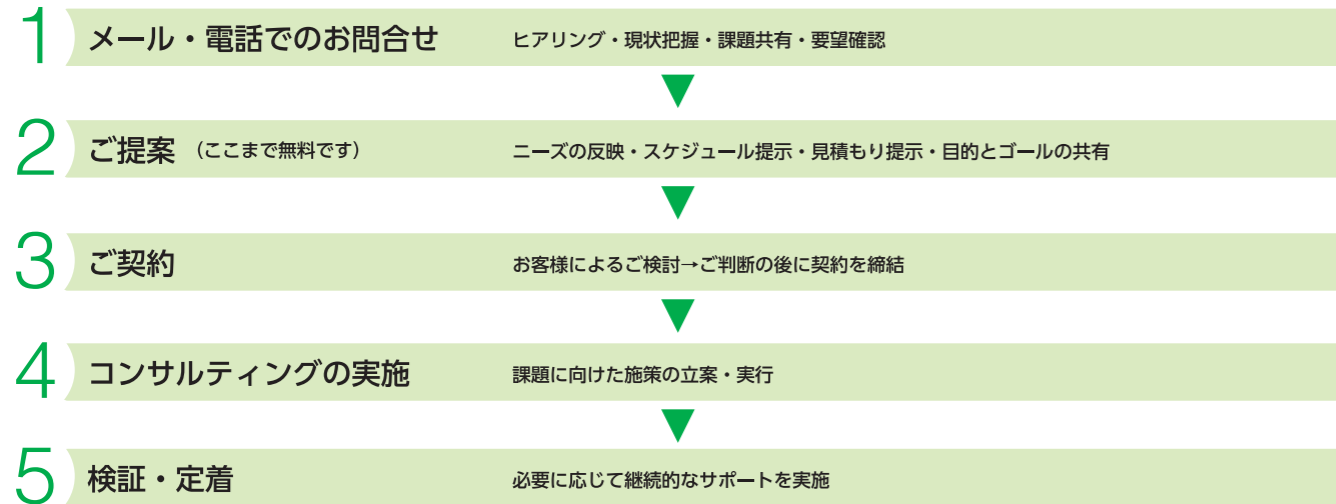 1 メール・電話でのお問合せ ヒアリング・現状把握・課題共有・要望確認
2 ご提案 （ここまで無料です） ニーズの反映・スケジュール提示・見積もり提示・目的とゴールの共有
3 ご契約 お客様によるご検討→ご判断の後に契約を締結
4 コンサルティングの実施 課題に向けた施策の立案・実行
5 検証・定着 必要に応じて継続的なサポートを実施